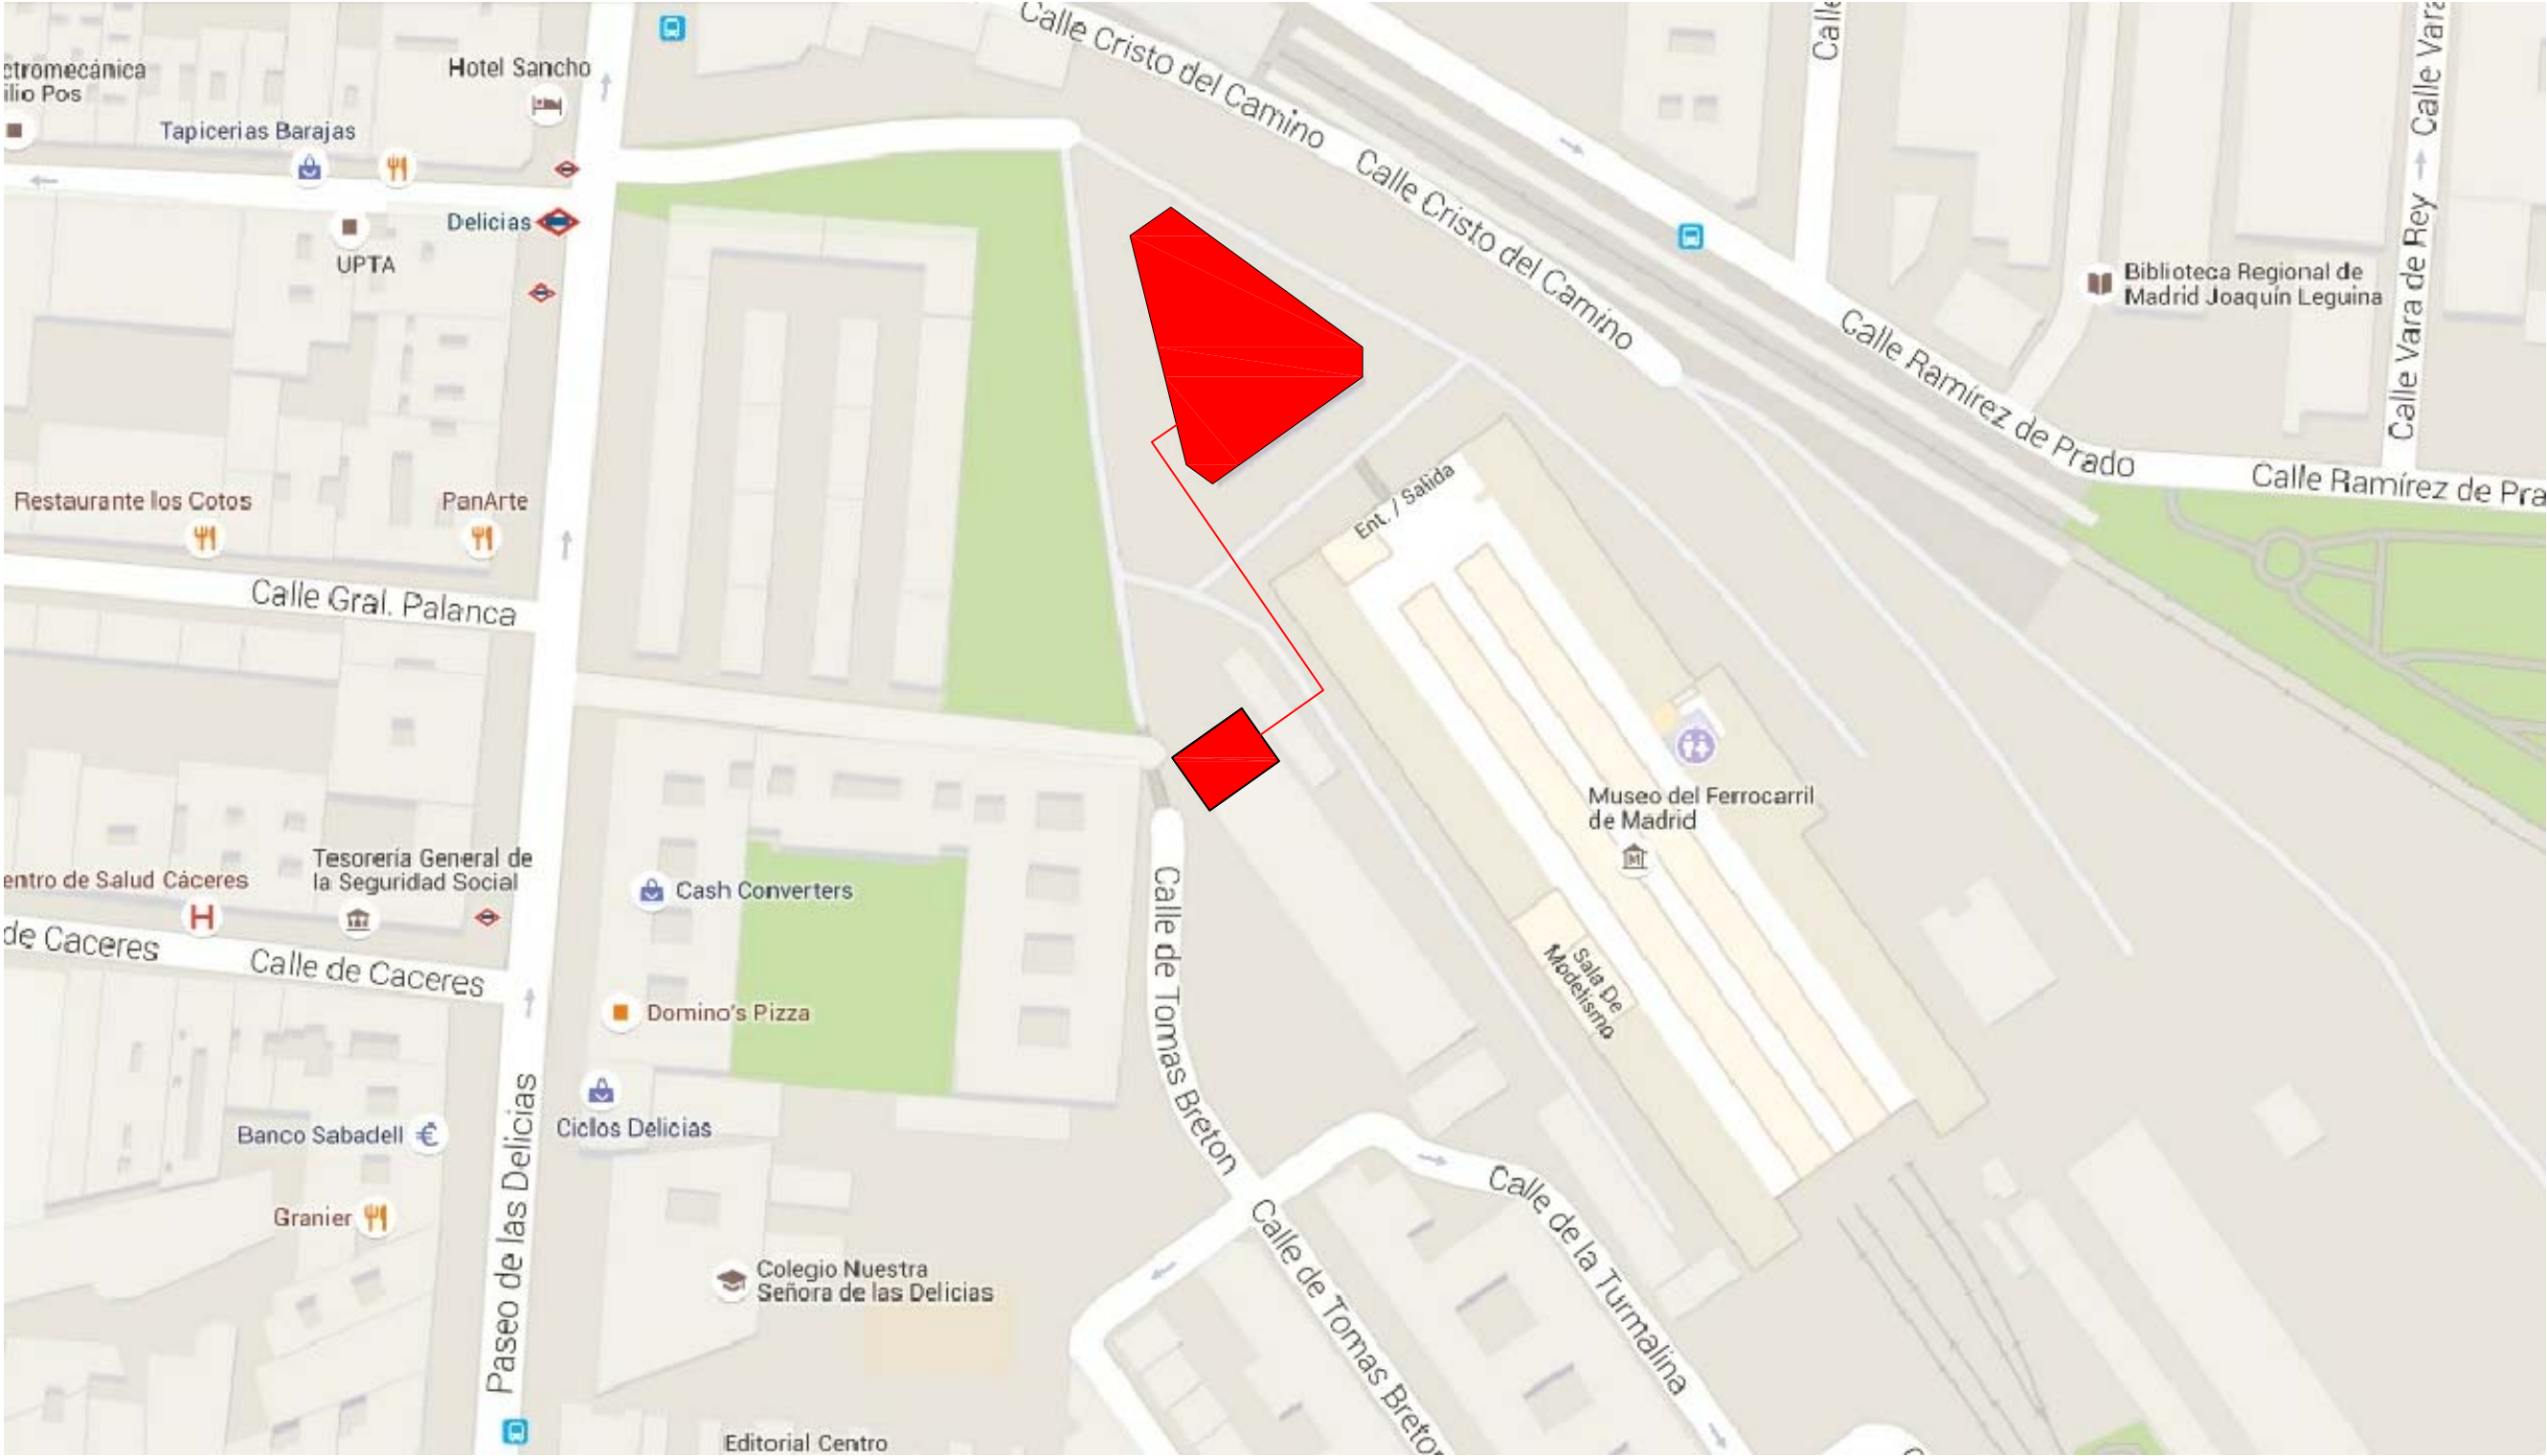 Calle Cristo del Camino
Calle
Calle Vara
ctromecánica
ilio Pos
Hotel Sancho
Tapicerias Barajas
Calle Cristo del Camino
Delicias
UPTA
Biblioteca Regional de
Madrid Joaquín Leguina
Calle Vara de Rey
Calle Ramírez de Prado
Calle Ramírez de Pra
Restaurante los Cotos
PanArte
Ent. / Salida
Calle Gral. Palanca
Museo del Ferrocarril
de Madrid
M
Tesorería General de
la Seguridad Social
entro de Salud Cáceres
H
Cash Converters
de Caceres
Calle de Caceres
Calle de Tomas Breton
Sala De
Modelismo
Domino's Pizza
Banco Sabadell
€
Ciclos Delicias
Paseo de las Delicias
Granier
Calle de la Turmalina
Calle de Tomas Breton
Colegio Nuestra
Señora de las Delicias
Editorial Centro